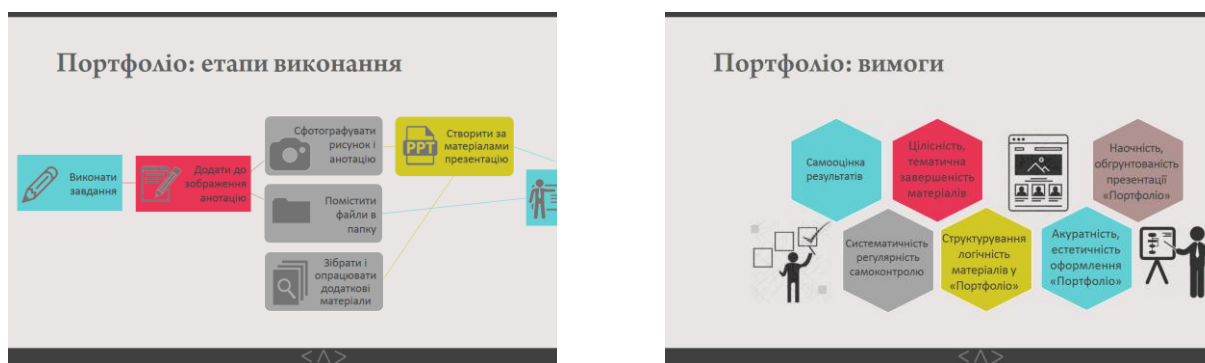 Портфоліо: етапи виконання
Виконати
завдання
Додати до
зображення
анотацію
Сфотографувати
рисунок і
анотацію
Помістити
файли в
папку
Зібрати і
опрацювати
додаткові
матеріали
PPT
Створити за
матеріалами
презентацію
Портфоліо: вимоги
Самооцінка
результатів
Систематичність
регулярність
самоконтролю
Цілісність,
тематична
завершеність
матеріалів
Структурування
логічність
матеріалів у
«Портфоліо»
Акуратність,
естетичність
оформлення
«Портфоліо»
Наочність,
обгрунтованість
презентації
«Портфоліо»